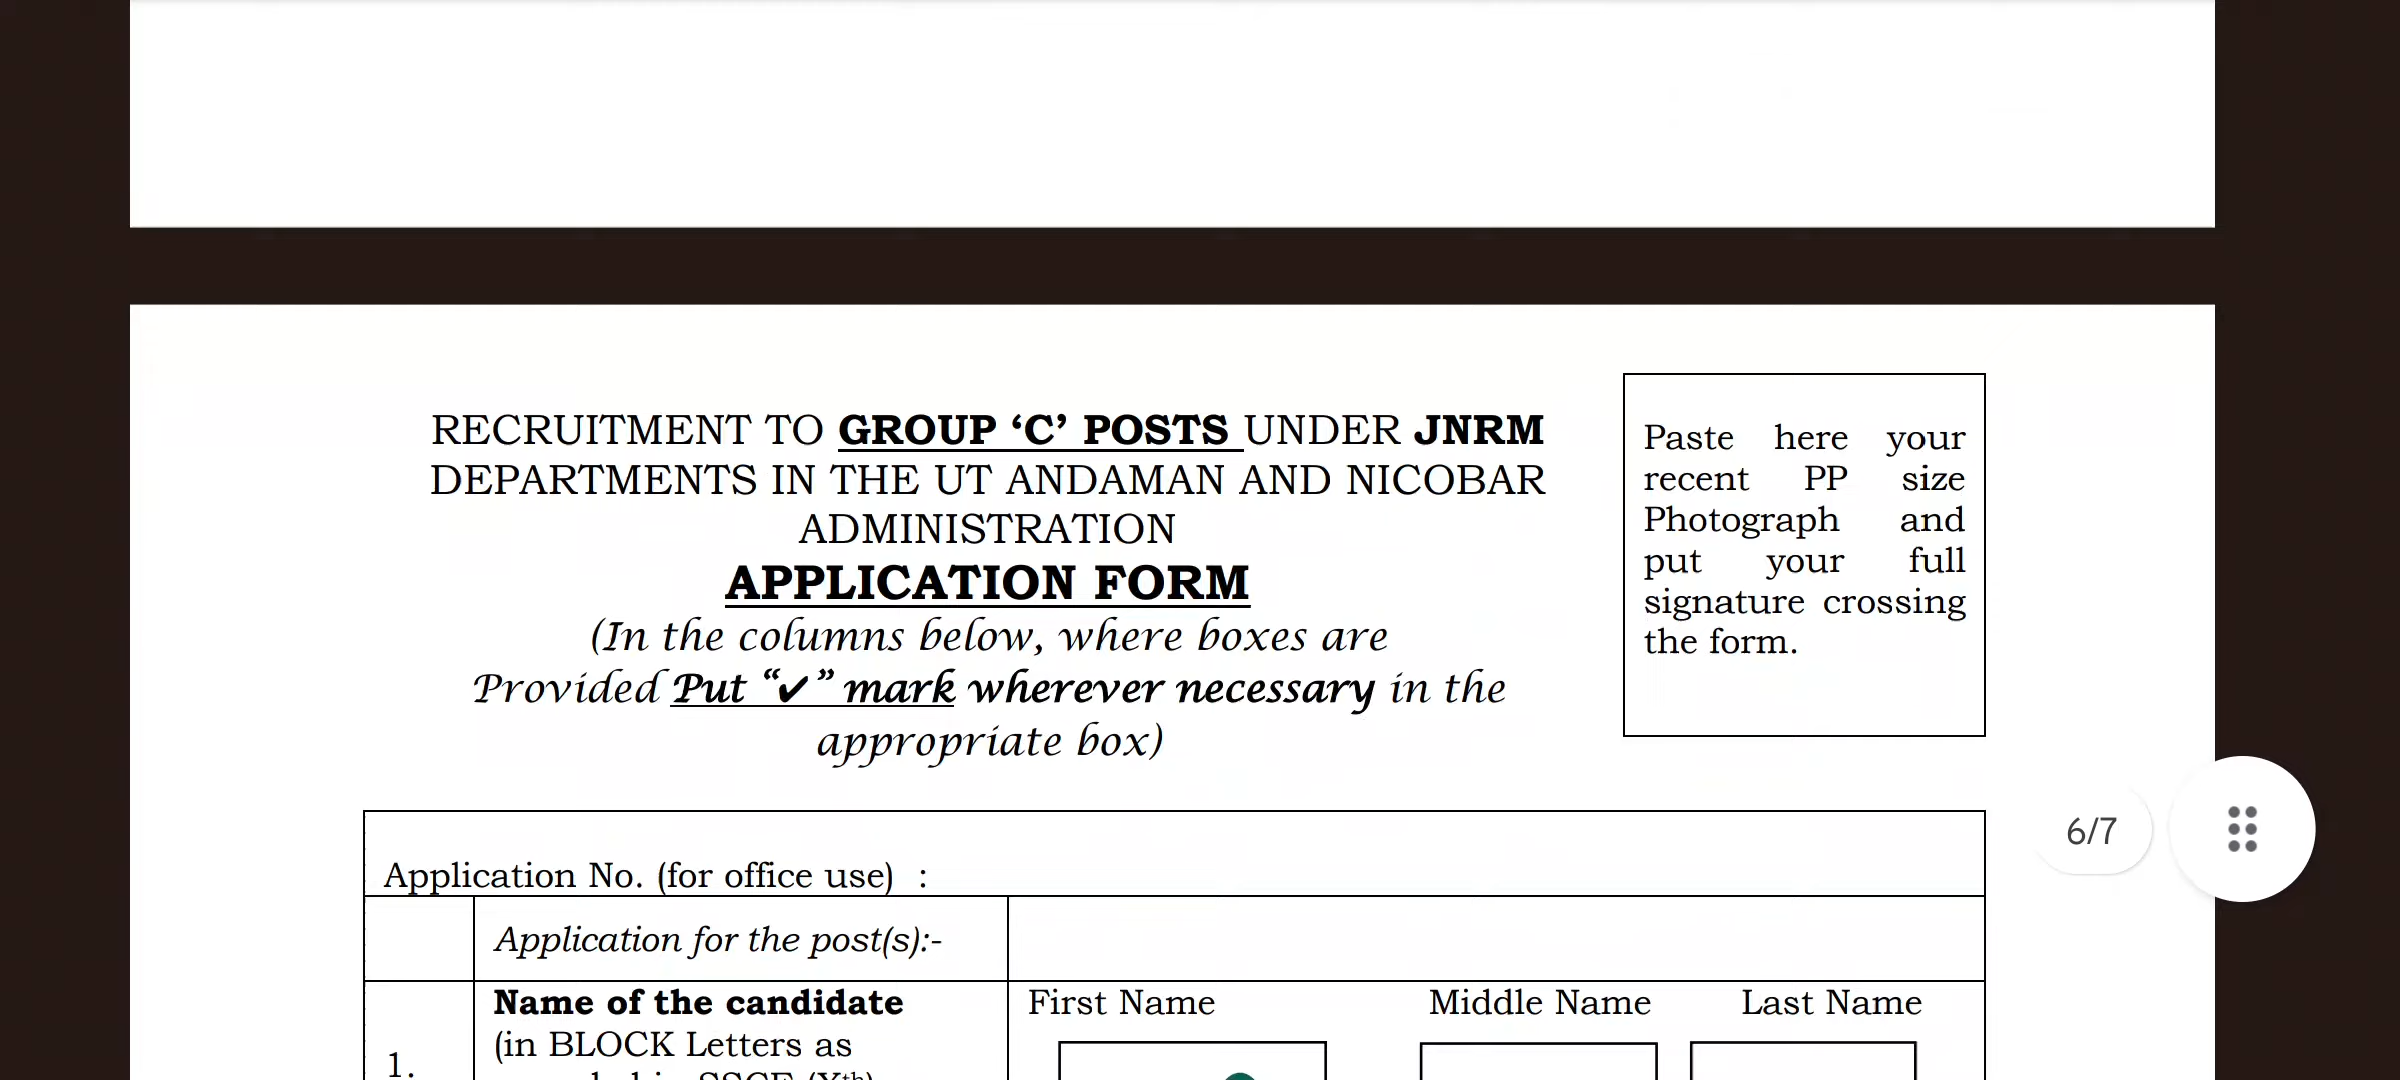 RECRUITMENT TO GROUP ‘C’ POSTS UNDER JNRM
DEPARTMENTS IN THE UT ANDAMAN AND NICOBAR
ADMINISTRATION
APPLICATION FORM
(In the columns below, where boxes are
Provided Put “✔” mark wherever necessary in the
appropriate box)
Paste here your
recent PP size
Photograph and
put your full
signature crossing
the form.
6/7
Application No. (for office use) :
Application for the post(s):-
1.
Name of the candidate
(in BLOCK Letters as
First Name Middle Name Last Name